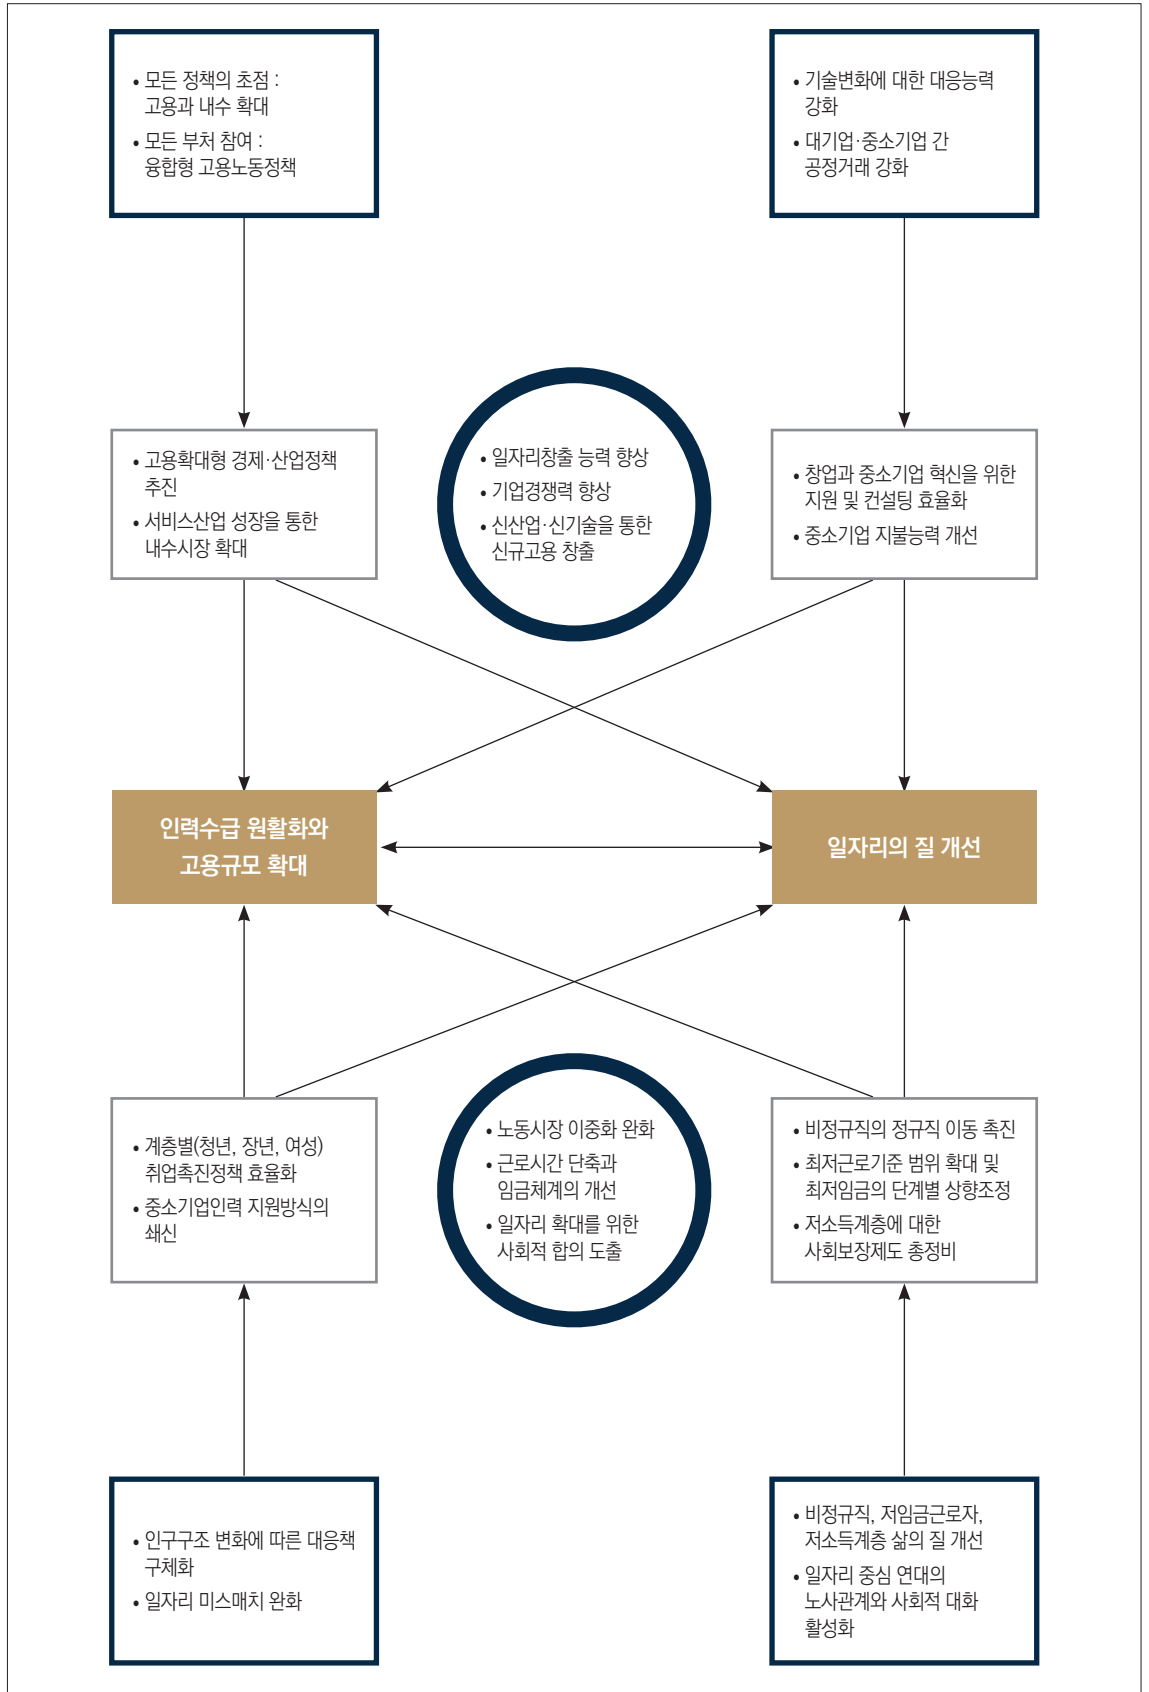 • 모든 정책의 초점 :
고용과 내수 확대
• 모든 부처 참여 :
융합형 고용노동정책
• 기술변화에 대한 대응능력
강화
• 대기업·중소기업 간
공정거래 강화
• 고용확대형 경제·산업정책
추진
• 서비스산업 성장을 통한
내수시장 확대
• 일자리창출 능력 향상
• 기업경쟁력 향상
• 신산업·신기술을 통한
신규고용 창출
• 창업과 중소기업 혁신을 위한
지원 및 컨설팅 효율화
• 중소기업 지불능력 개선
인력수급 원활화와
고용규모 확대
일자리의 질 개선
• 계층별(청년, 장년, 여성)
취업촉진정책 효율화
• 중소기업인력 지원방식의
쇄신
• 노동시장 이중화 완화
• 근로시간 단축과
임금체계의 개선
• 일자리 확대를 위한
사회적 합의 도출
• 비정규직의 정규직 이동 촉진
• 최저근로기준 범위 확대 및
최저임금의 단계별 상향조정
• 저소득계층에 대한
사회보장제도 총정비
• 인구구조 변화에 따른 대응책
구체화
• 일자리 미스매치 완화
• 비정규직, 저임금근로자,
저소득계층 삶의 질 개선
• 일자리 중심 연대의
노사관계와 사회적 대화
활성화